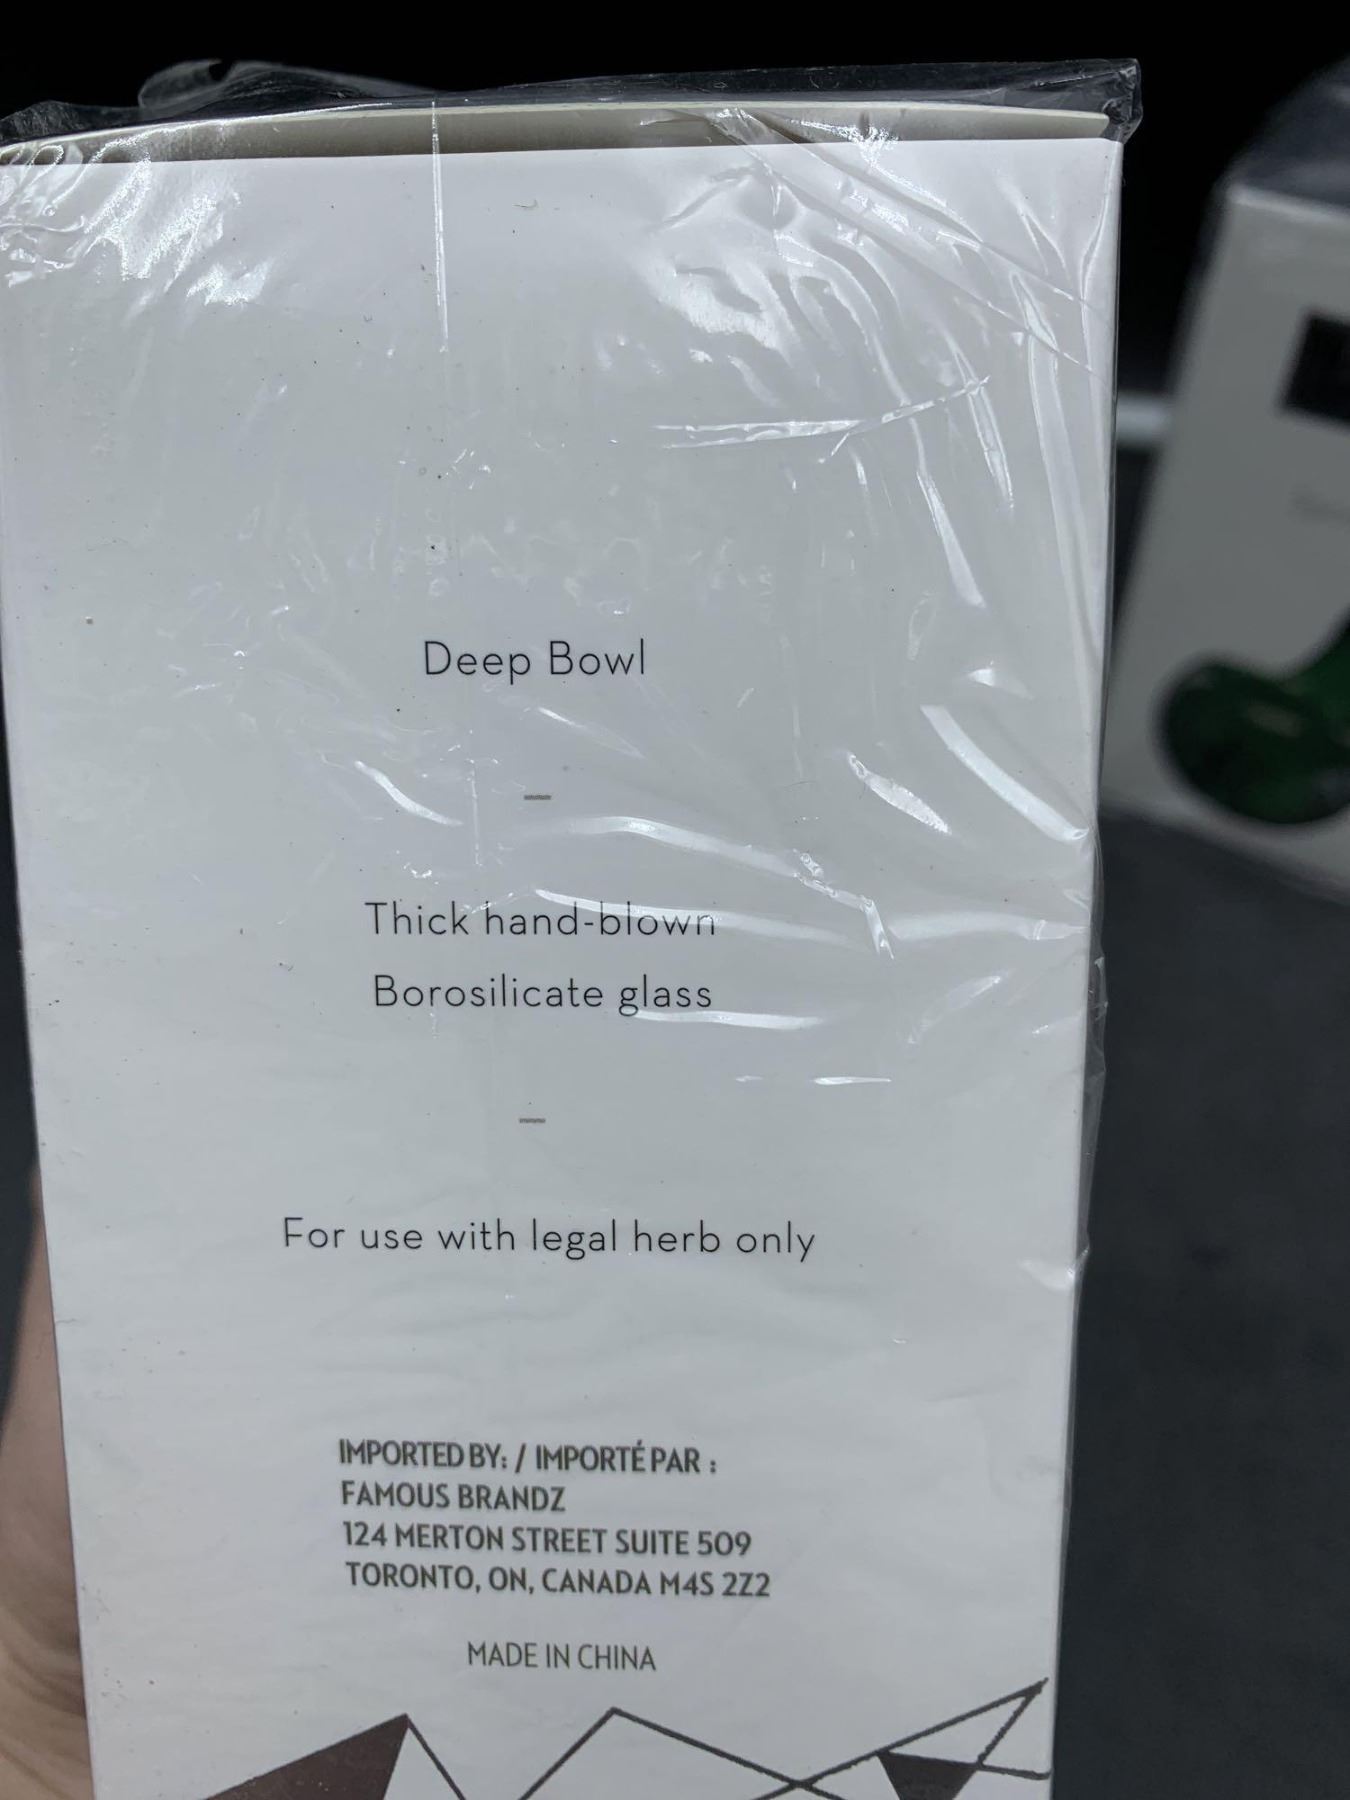 Deep Bowl
Thick hand-blown
Borosilicate glass
For use with legal herb only
IMPORTED BY: / IMPORTÉ PAR :
FAMOUS BRANDZ
124 MERTON STREET SUITE 509
TORONTO, ON, CANADA M4S 2Z2
MADE IN CHINA